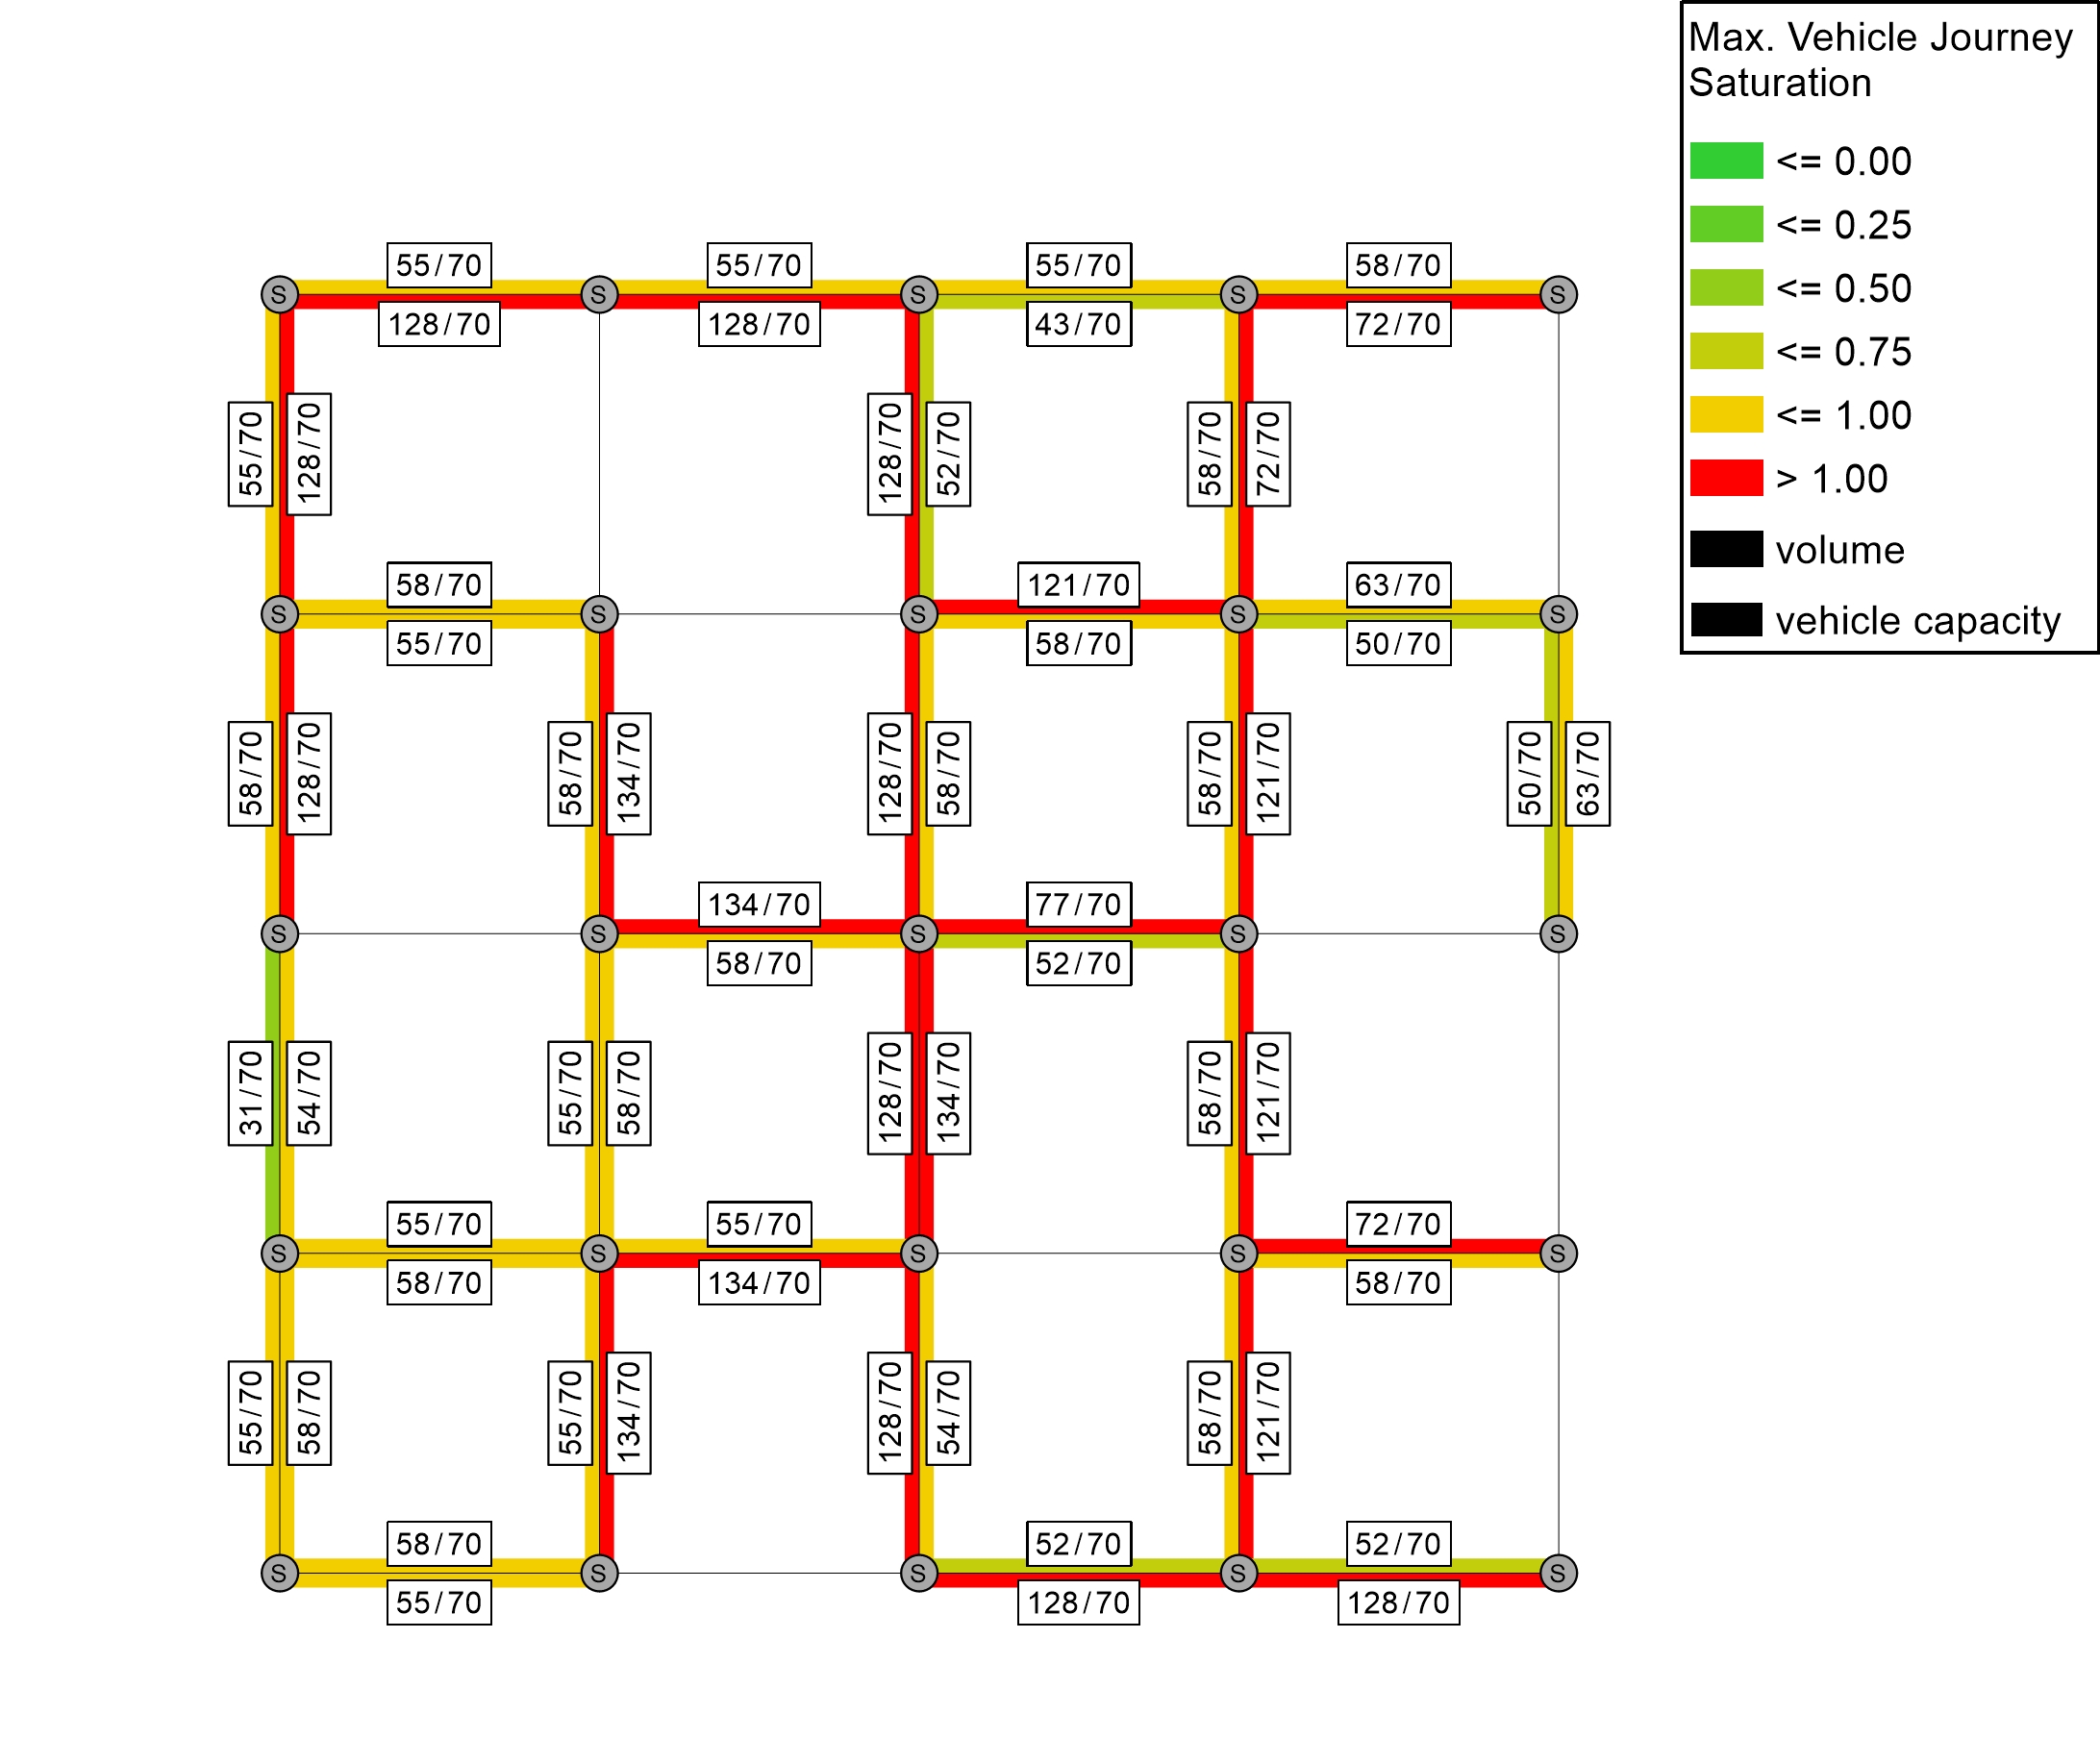 Max. Vehicle Journey
Saturation
<= 0.00
<= 0.25
<= 0.50
<= 0.75
<= 1.00
> 1.00
volume
vehicle capacity
55/70
55/70
55/70
58/70
S
S
S
S
S
128/70
128/70
43/70
72/70
55/70
128/70
128/70
52/70
58/70
72/70
58/70
121/70
63/70
S
S
S
S
S
55/70
58/70
50/70
58/70
128/70
58/70
134/70
128/70
58/70
58/70
121/70
50/70
63/70
134/70
77/70
S
S
S
S
S
58/70
52/70
31/70
54/70
55/70
58/70
128/70
134/70
58/70
121/70
55/70
55/70
72/70
S
S
S
S
S
58/70
134/70
58/70
55/70
58/70
55/70
134/70
128/70
54/70
58/70
121/70
58/70
52/70
52/70
S
S
S
S
S
55/70
128/70
128/70